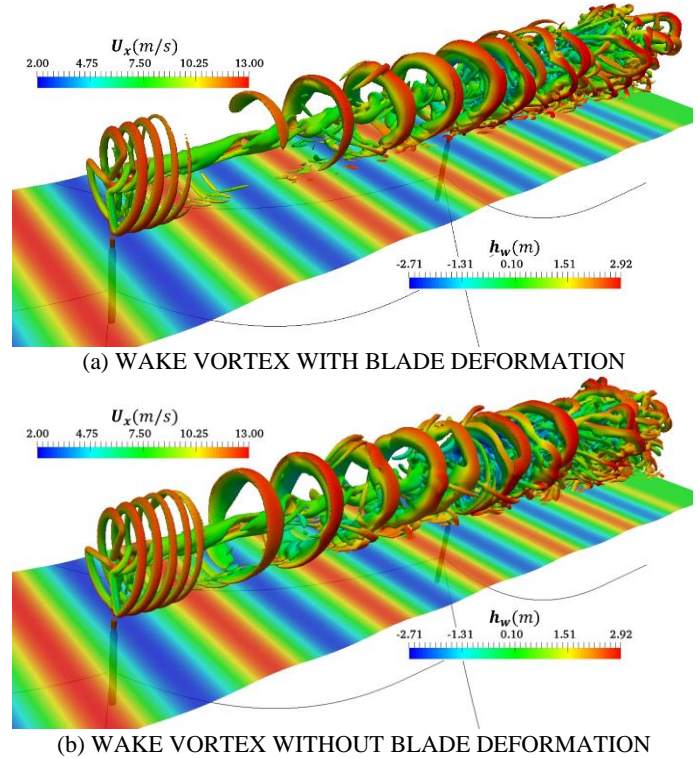 U_x(m/s)
2.00 4.75 7.50 10.25 13.00
h_w(m)
-2.71 -1.31 0.10 1.51 2.92
(a) WAKE VORTEX WITH BLADE DEFORMATION
U_x(m/s)
2.00 4.75 7.50 10.25 13.00
h_w(m)
-2.71 -1.31 0.10 1.51 2.92
(b) WAKE VORTEX WITHOUT BLADE DEFORMATION